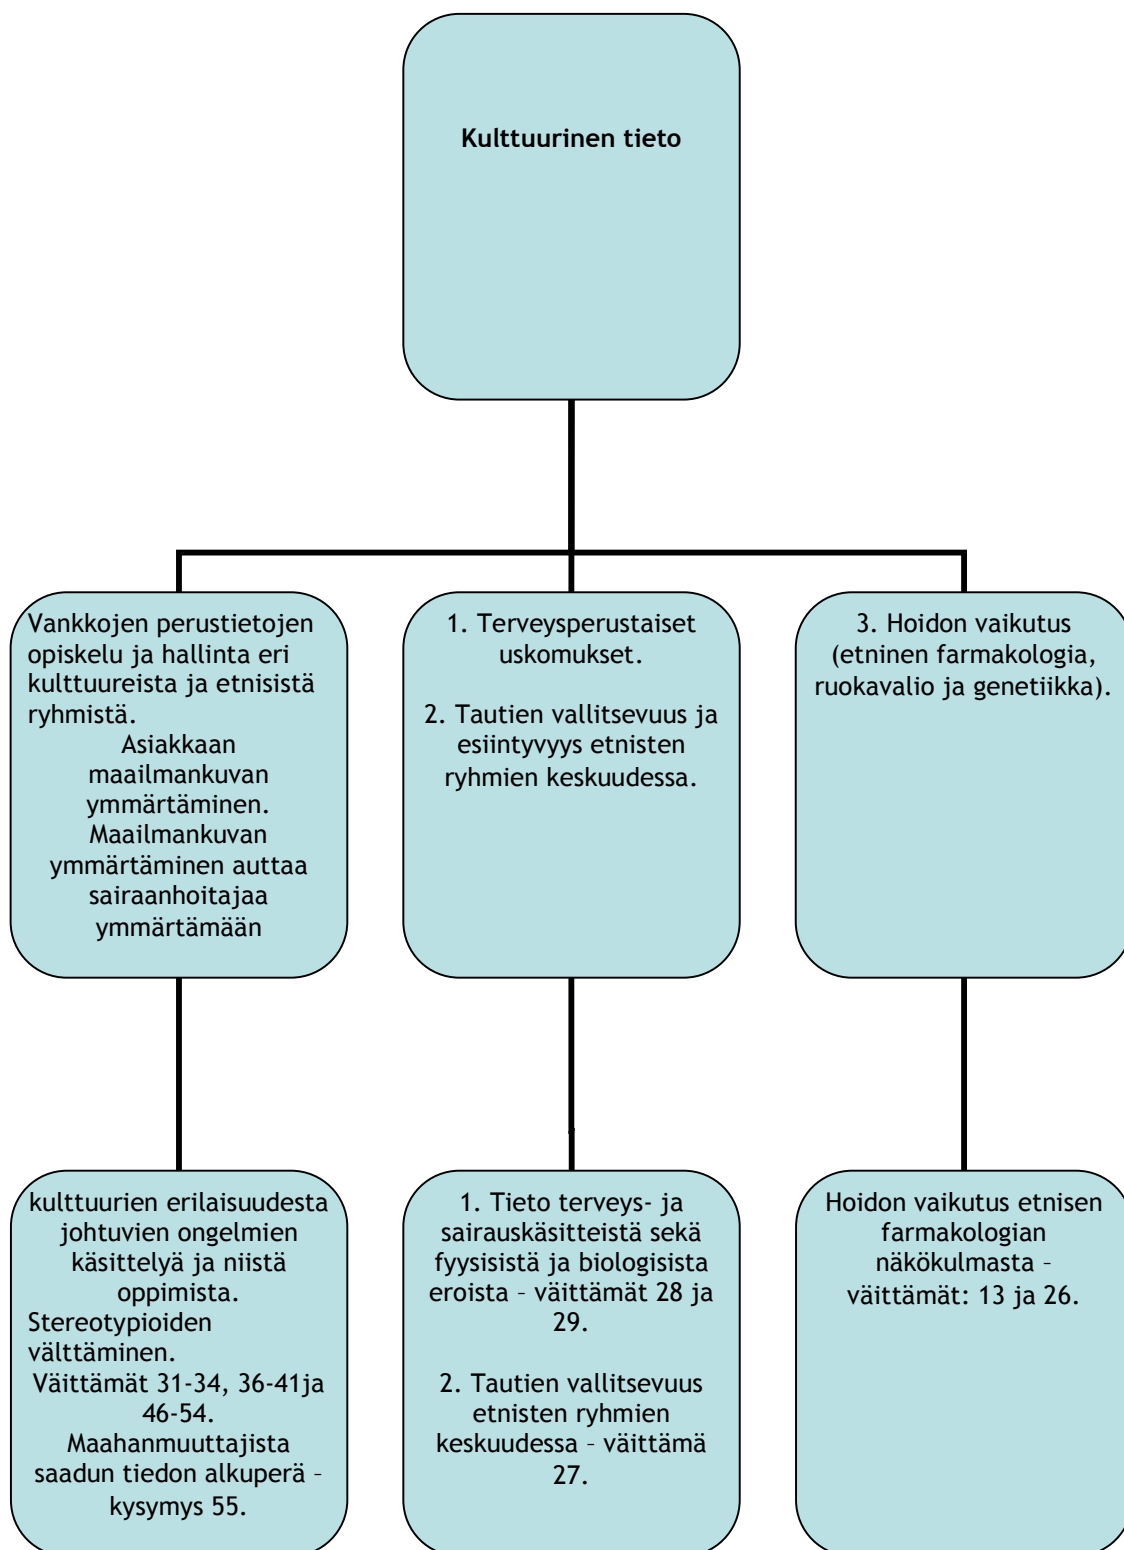 Kulttuurinen tieto
Vankkojen perustietojen
opiskelu ja hallinta eri
kulttuureista ja etnisistä
ryhmistä.
Asiakkaan
maailmankuvan
ymmärtäminen.
Maailmankuvan
ymmärtäminen auttaa
sairaanhoitajaa
ymmärtämään
1. Terveysperustaiset
uskomukset.
2. Tautien vallitsevuus ja
esiintyvyys etnisten
ryhmien keskuudessa.
3. Hoidon vaikutus
(etninen farmakologia,
ruokavalio ja genetiikka).
kulttuurien erilaisuudesta
johtuvien ongelmien
käsittelyä ja niistä
oppimista.
Stereotypioiden
välttäminen.
Väittämät 31-34, 36-41ja
46-54.
Maahanmuuttajista
saadun tiedon alkuperä –
kysymys 55.
1. Tieto terveys- ja
sairauskäsitteistä sekä
fyysisistä ja biologisista
eroista – väittämät 28 ja
29.
2. Tautien vallitsevuus
etnisten ryhmien
keskuudessa – väittämä
27.
Hoidon vaikutus etnisen
farmakologian
näkökulmasta –
väittämät: 13 ja 26.